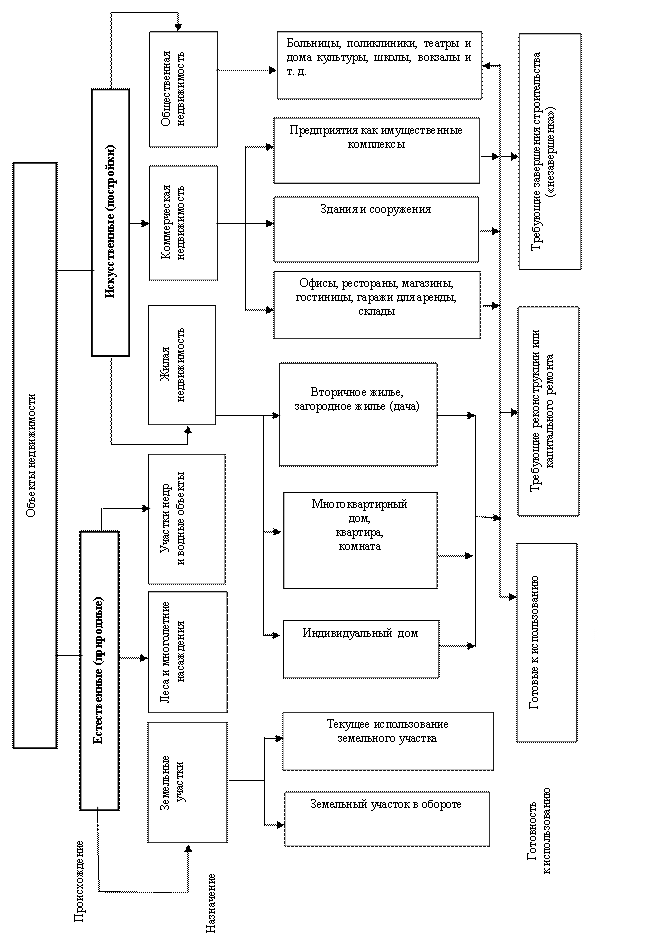 Объекты недвижимости
Происхождение
Естественные (природные)
Искусственные (постройки)
Назначение
Земельные
участки
Леса и многолетние
насаждения
Участки недр
и водные объекты
Жилая
недвижимость
Коммерческая
недвижимость
Общественная
недвижимость
Больницы, поликлиники, театры и
дома культуры, школы, вокзалы и
т. д.
Предприятия как имущественные
комплексы
Здания и сооружения
Офисы, рестораны, магазины,
гостиницы, гаражи для аренды,
склады
Вторичное жилье,
загородное жилье (дача)
Многоквартирный
дом,
квартира,
комната
Индивидуальный дом
Текущее использование
земельного участка
Земельный участок в обороте
Готовность
к использованию
Готовые к использованию
Требующие реконструкции или
капитального ремонта
Требующие завершения строительства
(«незавершенка»)